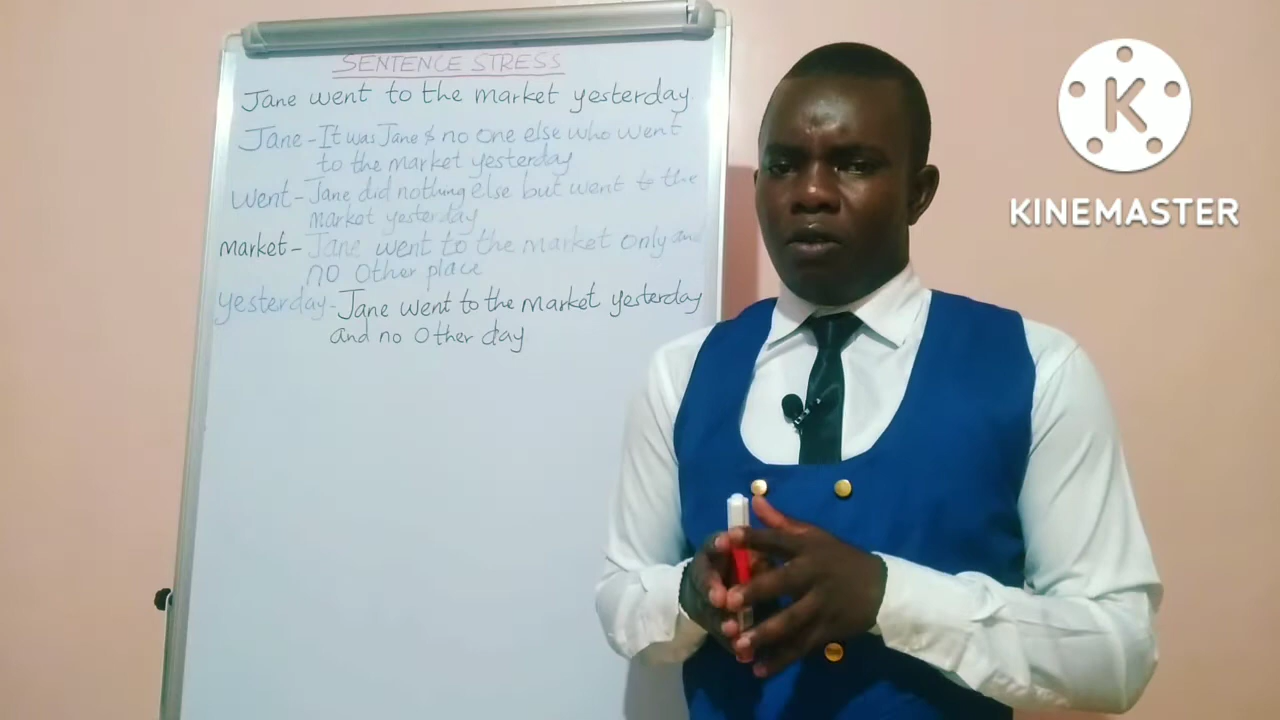 SENTENCE STRESS
Jane went to the market yesterday.
Jane - It was Jane & no one else who went
to the market yesterday
went - Jane did nothing else but went to the
market yesterday
market - Jane went to the market only and
no other place
yesterday - Jane went to the market yesterday
and no other day
K
KINEMASTER